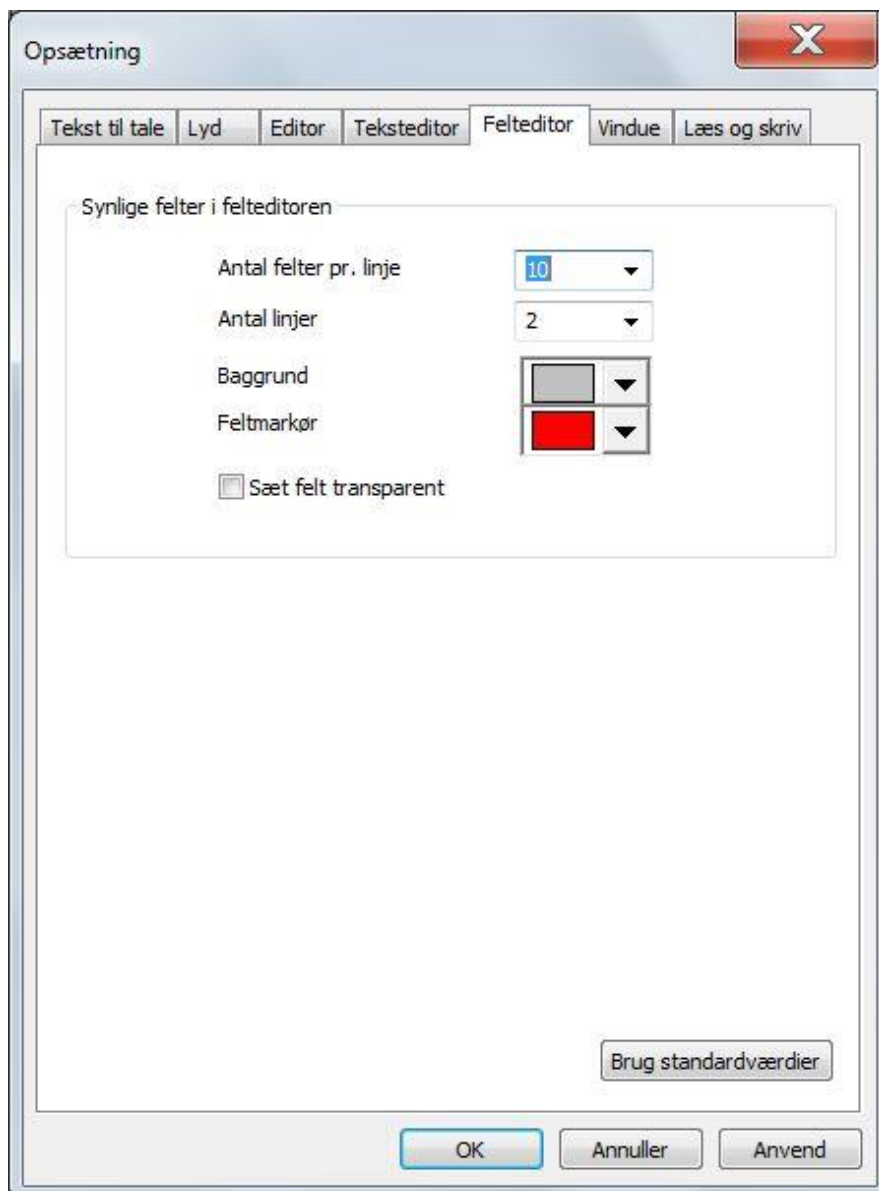 Opsætning
Tekst til tale Lyd Editor Teksteditor Felteditor Vindue Læs og skriv
Synlige felter i felteditoren
Antal felter pr. linje 10
Antal linjer 2
Baggrund
Feltmarkør
Sæt felt transparent
Brug standardværdier
OK Annuller Anvend